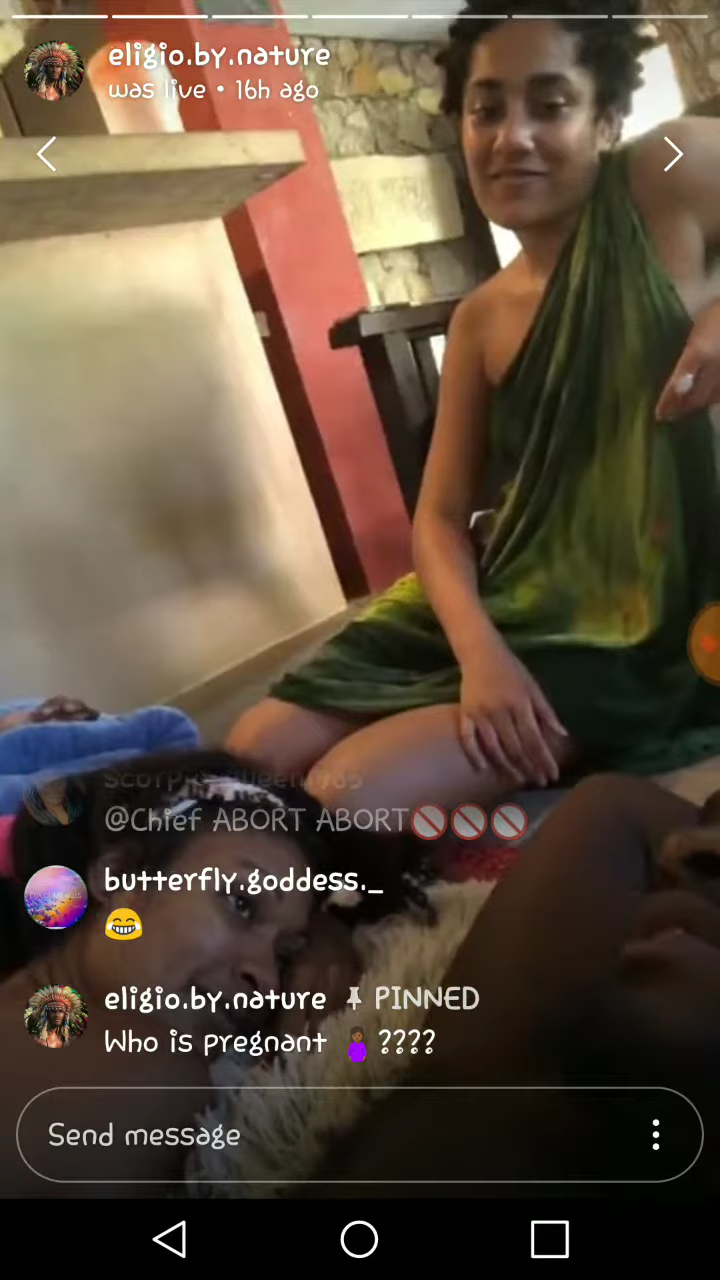 eligio.by.nature
was live • 16h ago
@Chief ABORT ABORT🚫🚫🚫
butterfly.goddess._
😂
eligio.by.nature PINNED
Who is pregnant 🤰🏾????
Send message